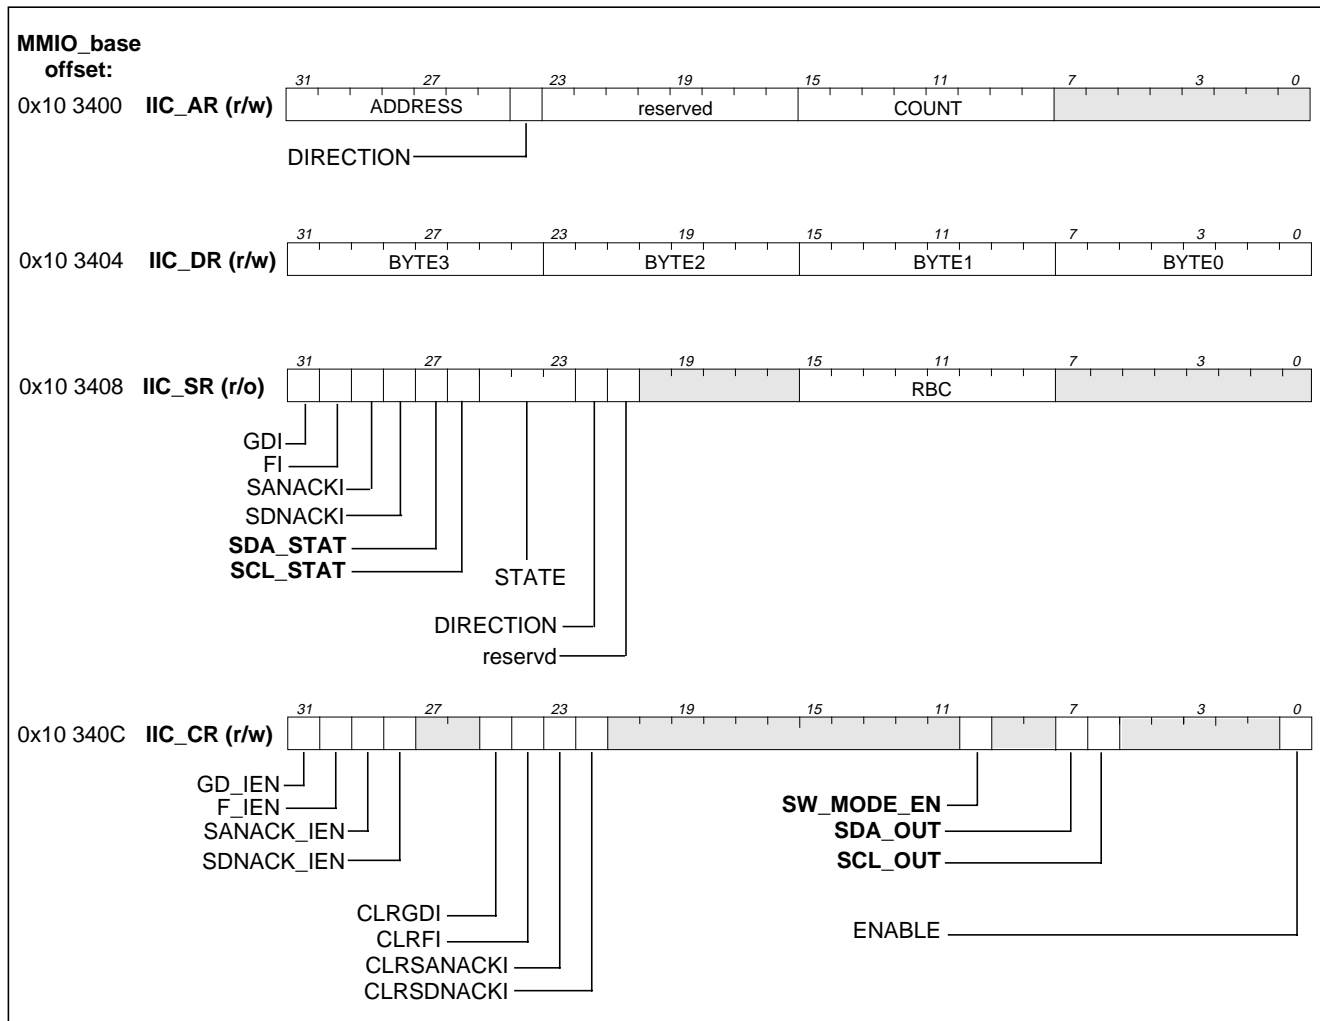 MMIO_base
offset:
31 27 23 19 15 11 7 3 0
0x10 3400 IIC_AR (r/w) ADDRESS reserved COUNT
DIRECTION
31 27 23 19 15 11 7 3 0
0x10 3404 IIC_DR (r/w) BYTE3 BYTE2 BYTE1 BYTE0
31 27 23 19 15 11 7 3 0
0x10 3408 IIC_SR (r/o) RBC
GDI
FI
SANACKI
SDNACKI
SDA_STAT
SCL_STAT
STATE
DIRECTION
reservd
31 27 23 19 15 11 7 3 0
0x10 340C IIC_CR (r/w)
GD_IEN
F_IEN
SANACK_IEN
SDNACK_IEN
SW_MODE_EN
SDA_OUT
SCL_OUT
CLRGDI
CLRFI
CLRSANACKI
CLRSDNACKI
ENABLE